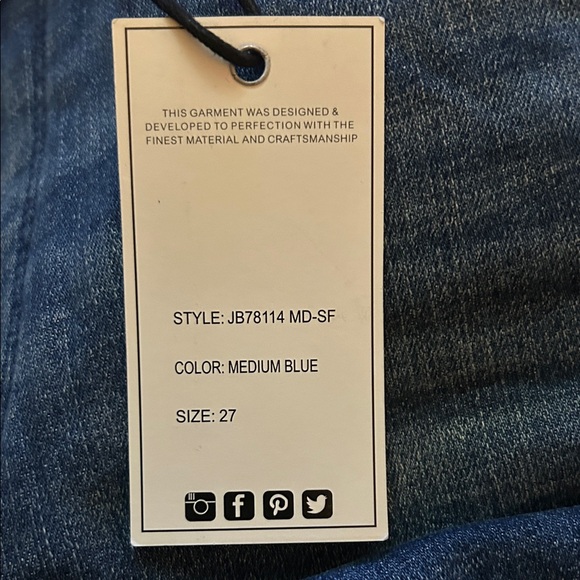 THIS GARMENT WAS DESIGNED &
DEVELOPED TO PERFECTION WITH THE
FINEST MATERIAL AND CRAFTSMANSHIP
STYLE: JB78114 MD-SF
COLOR: MEDIUM BLUE
SIZE: 27